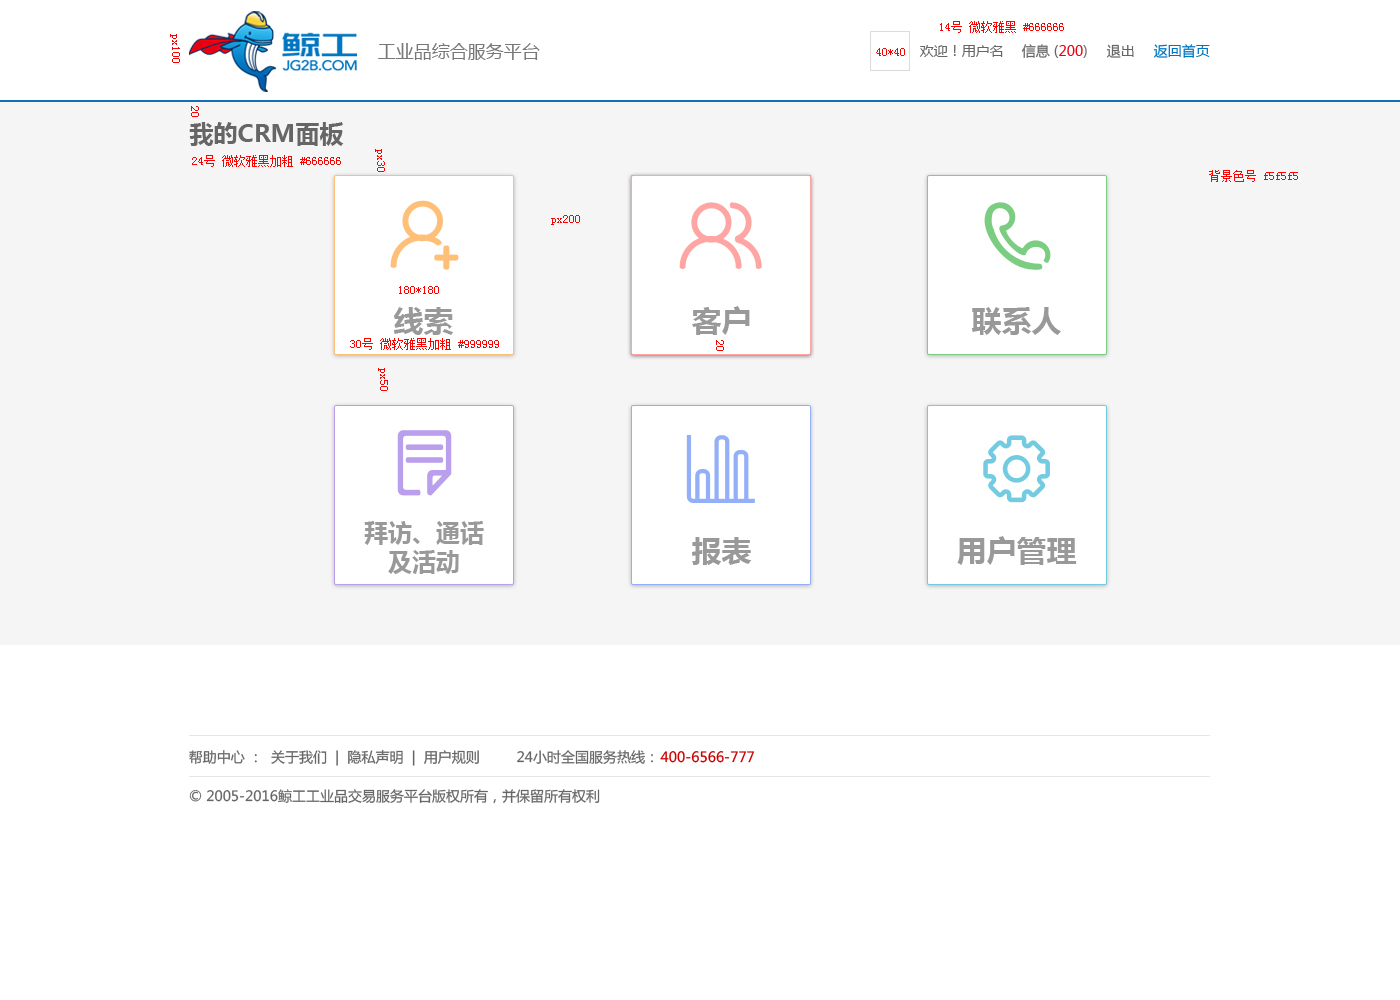 14号 微软雅黑 #666666
px100
鲸工
JG2B.COM
工业品综合服务平台
40*40
欢迎！用户名 信息 (200) 退出 返回首页
20
我的CRM面板
24号 微软雅黑加粗 #666666
px30
背景色号 f5f5f5
px200
180*180
线索
客户
联系人
30号 微软雅黑加粗 #999999
20
px50
拜访、通话
及活动
报表
用户管理
帮助中心 ： 关于我们 | 隐私声明 | 用户规则 24小时全国服务热线：400-6566-777
© 2005-2016鲸工工业品交易服务平台版权所有，并保留所有权利